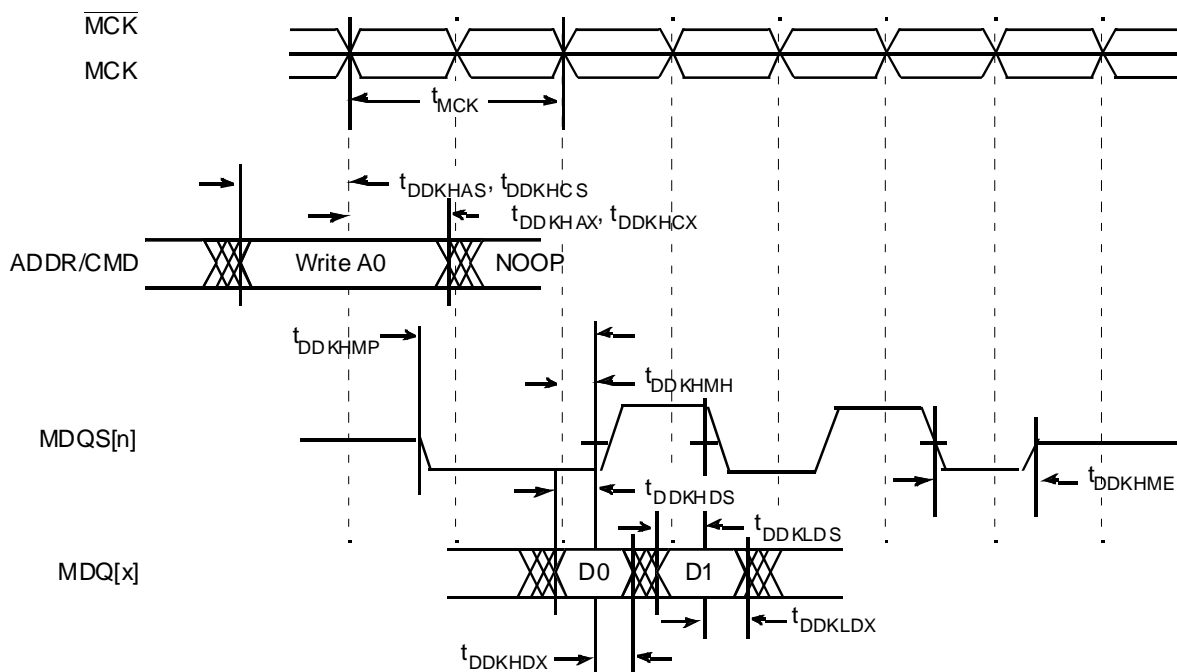 MCK
MCK
tMCK
tDDKHAS, tDDKHCS
tDDKHAX, tDDKHCX
ADDR/CMD
Write A0
NOOP
tDDKHMP
tDDKHMH
MDQS[n]
tDDKHDS
tDDKHME
tDDKLDS
MDQ[x]
D0
D1
tDDKLDX
tDDKHDX